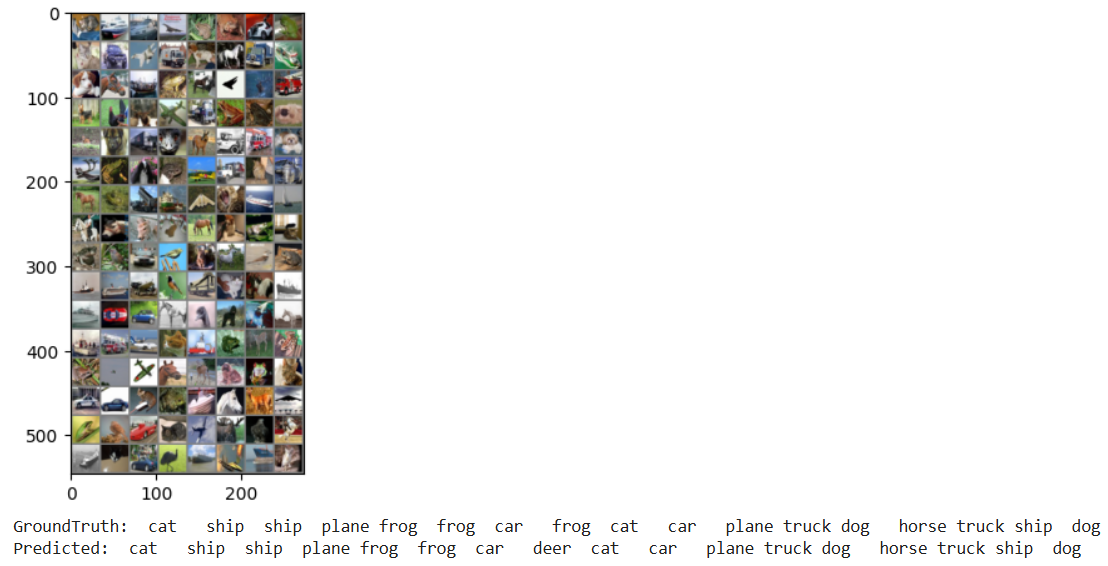 0
100
200
300
400
500
0 100 200
GroundTruth:  cat   ship  ship  plane frog  frog  car   frog  cat   car   plane truck dog   horse truck ship  dog
Predicted:  cat   ship  ship  plane frog  frog  car   deer  cat   car   plane truck dog   horse truck ship  dog